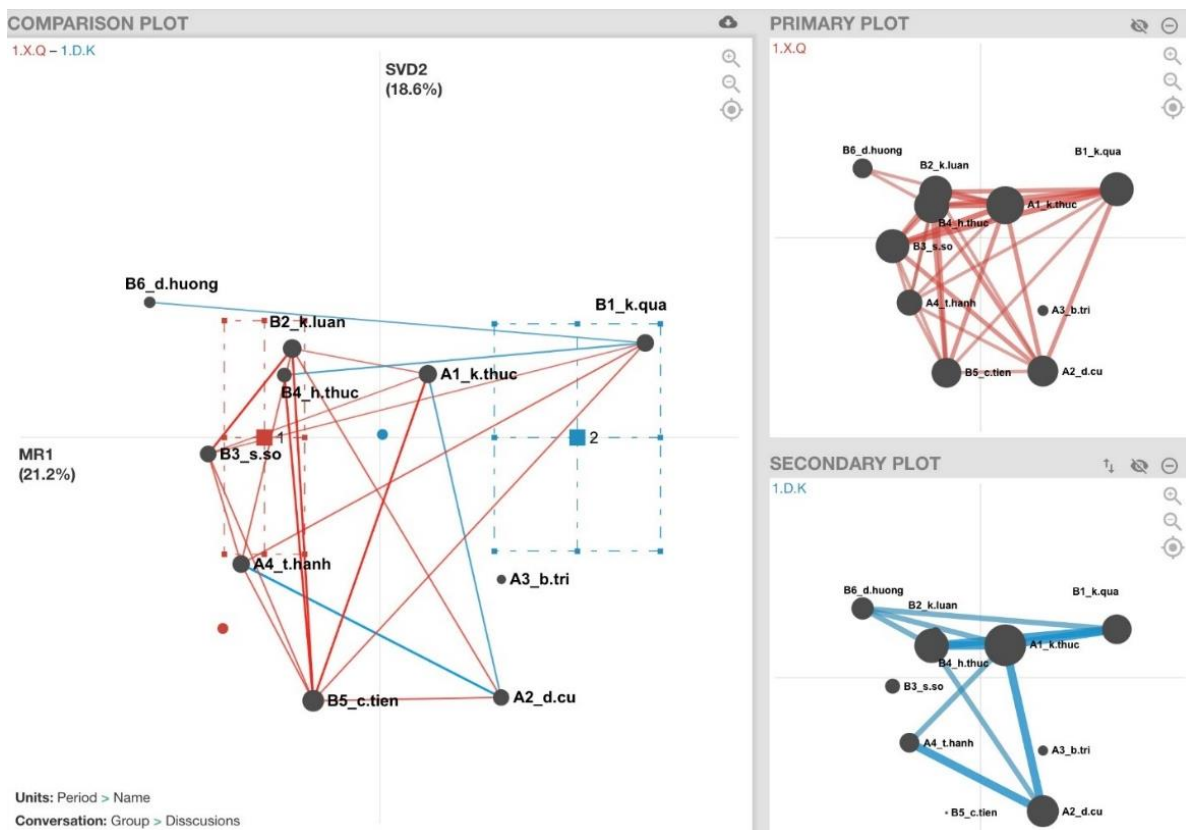 COMPARISON PLOT
1.X.Q – 1.D.K
SVD2
(18.6%)
B6_d.huong
B1_k.qua
B2_k.luan
A1_k.thuc
B4_h.thuc
1
2
MR1
(21.2%)
B3_s.so
A4_t.hanh
A3_b.tri
B5_c.tien
A2_d.cu
Units: Period > Name
Conversation: Group > Disscusions
PRIMARY PLOT
1.X.Q
B6_d.huong
B1_k.qua
B2_k.luan
A1_k.thuc
B4_h.thuc
B3_s.so
A4_t.hanh
A3_b.tri
B5_c.tien
A2_d.cu
SECONDARY PLOT
1.D.K
B6_d.huong
B1_k.qua
B2_k.luan
A1_k.thuc
B4_h.thuc
B3_s.so
A4_t.hanh
A3_b.tri
B5_c.tien
A2_d.cu